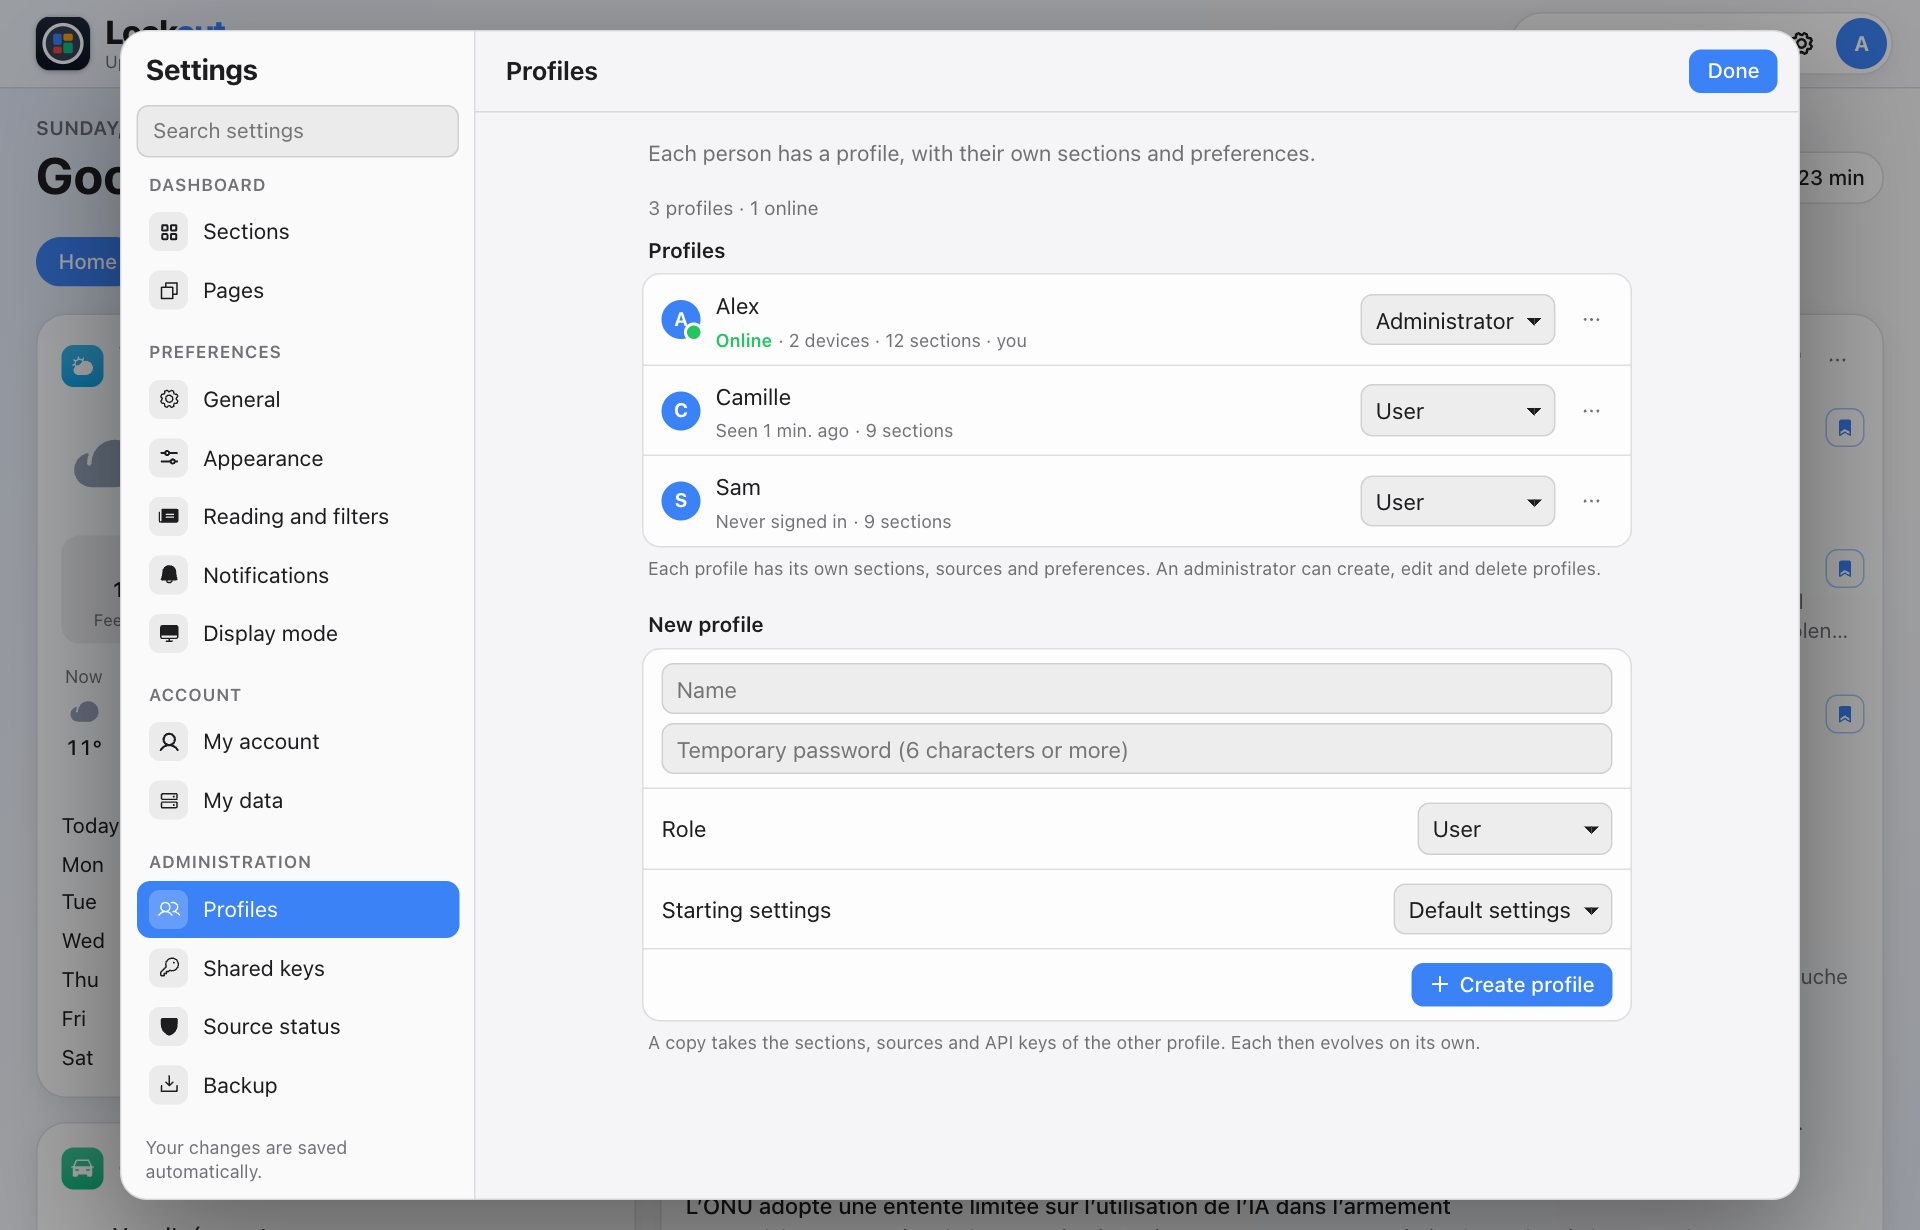 Settings
Search settings
DASHBOARD
Sections
Pages
PREFERENCES
General
Appearance
Reading and filters
Notifications
Display mode
ACCOUNT
My account
My data
ADMINISTRATION
Profiles
Shared keys
Source status
Backup
Your changes are saved
automatically.
Profiles
Done
Each person has a profile, with their own sections and preferences.
3 profiles · 1 online
Profiles
A
Alex
Online · 2 devices · 12 sections · you
Administrator
C
Camille
Seen 1 min. ago · 9 sections
User
S
Sam
Never signed in · 9 sections
User
Each profile has its own sections, sources and preferences. An administrator can create, edit and delete profiles.
New profile
Name
Temporary password (6 characters or more)
Role
User
Starting settings
Default settings
+ Create profile
A copy takes the sections, sources and API keys of the other profile. Each then evolves on its own.
A
SUNDAY,
23 min
Home
Now
11°
Today
Mon
Tue
Wed
Thu
Fri
Sat
L'ONU adopte une entente limitée sur l'utilisation de l'IA dans l'armement